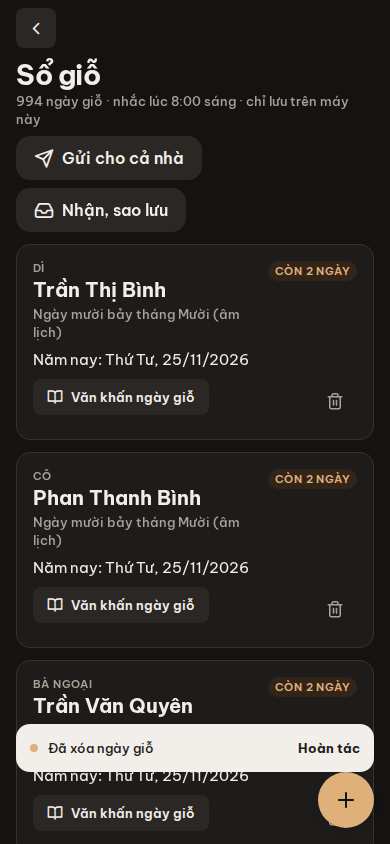 Sổ giỗ
994 ngày giỗ · nhắc lúc 8:00 sáng · chỉ lưu trên máy
này
Gửi cho cả nhà
Nhận, sao lưu
DÌ
CÒN 2 NGÀY
Trần Thị Bình
Ngày mười bảy tháng Mười (âm
lịch)
Năm nay: Thứ Tư, 25/11/2026
Văn khấn ngày giỗ
CÔ
CÒN 2 NGÀY
Phan Thanh Bình
Ngày mười bảy tháng Mười (âm
lịch)
Năm nay: Thứ Tư, 25/11/2026
Văn khấn ngày giỗ
BÀ NGOẠI
CÒN 2 NGÀY
Trần Văn Quyên
Đã xóa ngày giỗ
Hoàn tác
Năm nay: Thứ Tư, 25/11/2026
Văn khấn ngày giỗ